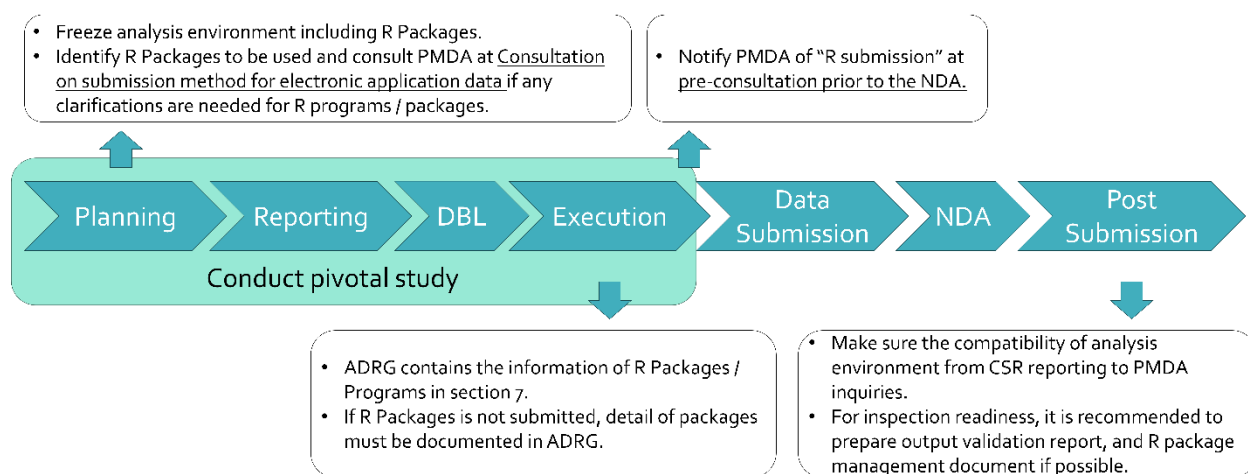 • Freeze analysis environment including R Packages.
• Identify R Packages to be used and consult PMDA at Consultation
on submission method for electronic application data if any
clarifications are needed for R programs / packages.
• Notify PMDA of “R submission” at
pre-consultation prior to the NDA.
Planning
Reporting
DBL
Execution
Data
Submission
NDA
Post
Submission
Conduct pivotal study
• ADRG contains the information of R Packages /
Programs in section 7.
• If R Packages is not submitted, detail of packages
must be documented in ADRG.
• Make sure the compatibility of analysis
environment from CSR reporting to PMDA
inquiries.
• For inspection readiness, it is recommended to
prepare output validation report, and R package
management document if possible.